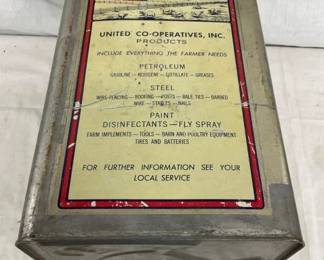 UNITED CO-OPERATIVES, INC.
PRODUCTS
INCLUDE EVERYTHING THE FARMER NEEDS
PETROLEUM
GASOLINE — KEROSENE — DISTILLATE — GREASES
STEEL
WIRE FENCING — ROOFING — POSTS — BALE TIES — BARBED
WIRE — STAPLES — NAILS
PAINT
DISINFECTANTS — FLY SPRAY
FARM IMPLEMENTS — TOOLS — BARN AND POULTRY EQUIPMENT
TIRES AND BATTERIES
FOR FURTHER INFORMATION SEE YOUR
LOCAL SERVICE